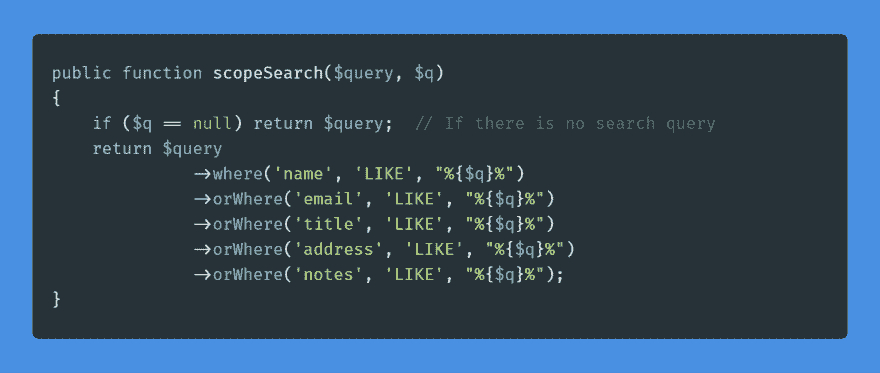 public function scopeSearch($query, $q)
{
    if ($q == null) return $query;  // If there is no search query
    return $query
              ->where('name', 'LIKE', "%{$q}%")
              ->orWhere('email', 'LIKE', "%{$q}%")
              ->orWhere('title', 'LIKE', "%{$q}%")
              ->orWhere('address', 'LIKE', "%{$q}%")
              ->orWhere('notes', 'LIKE', "%{$q}%");
}